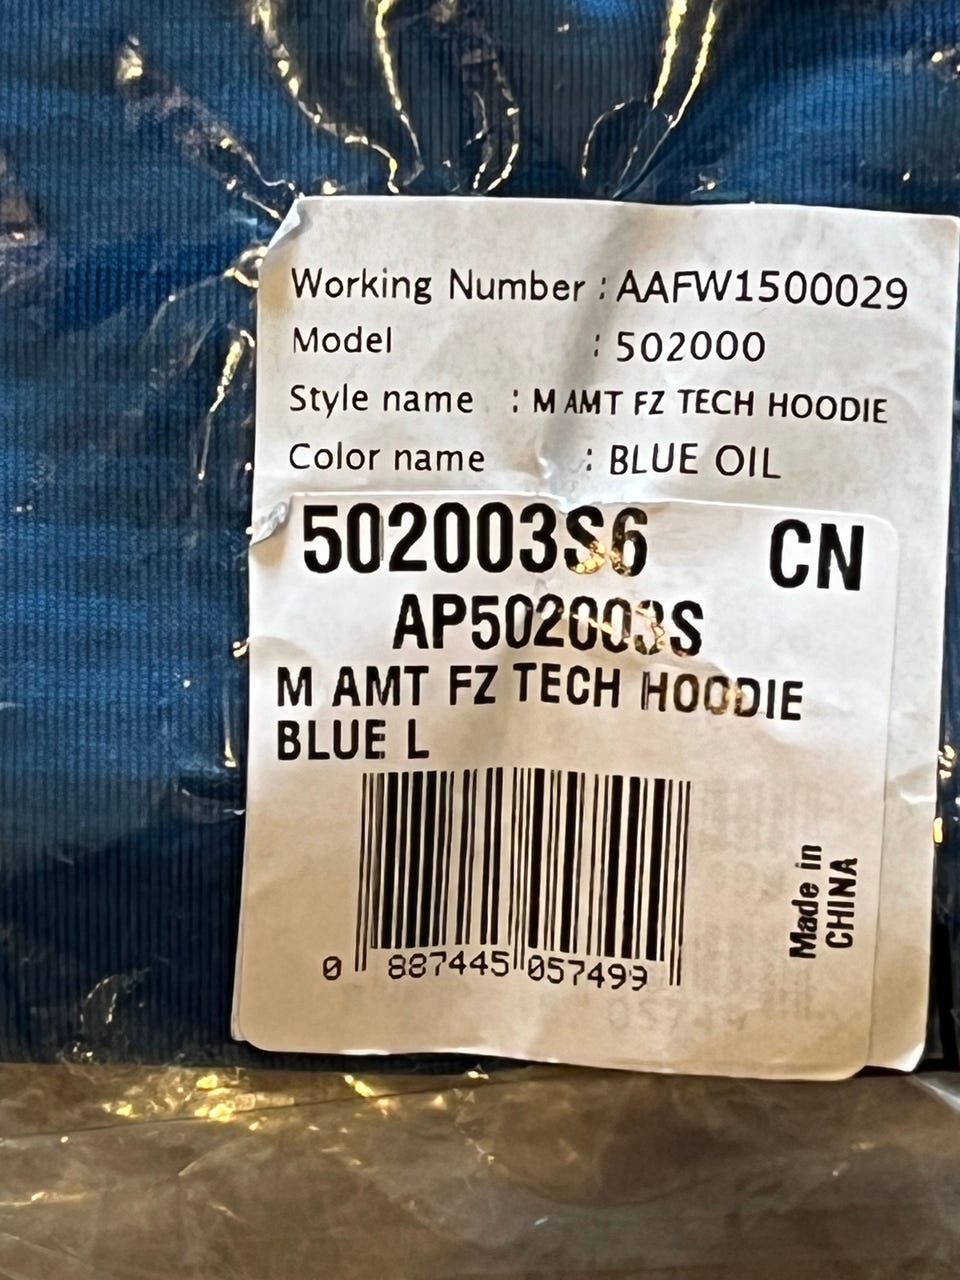 Working Number : AAFW1500029
Model : 502000
Style name : M AMT FZ TECH HOODIE
Color name : BLUE OIL
502003S6 CN
AP502003S
M AMT FZ TECH HOODIE
BLUE L
Made in
CHINA
0 887445 057499